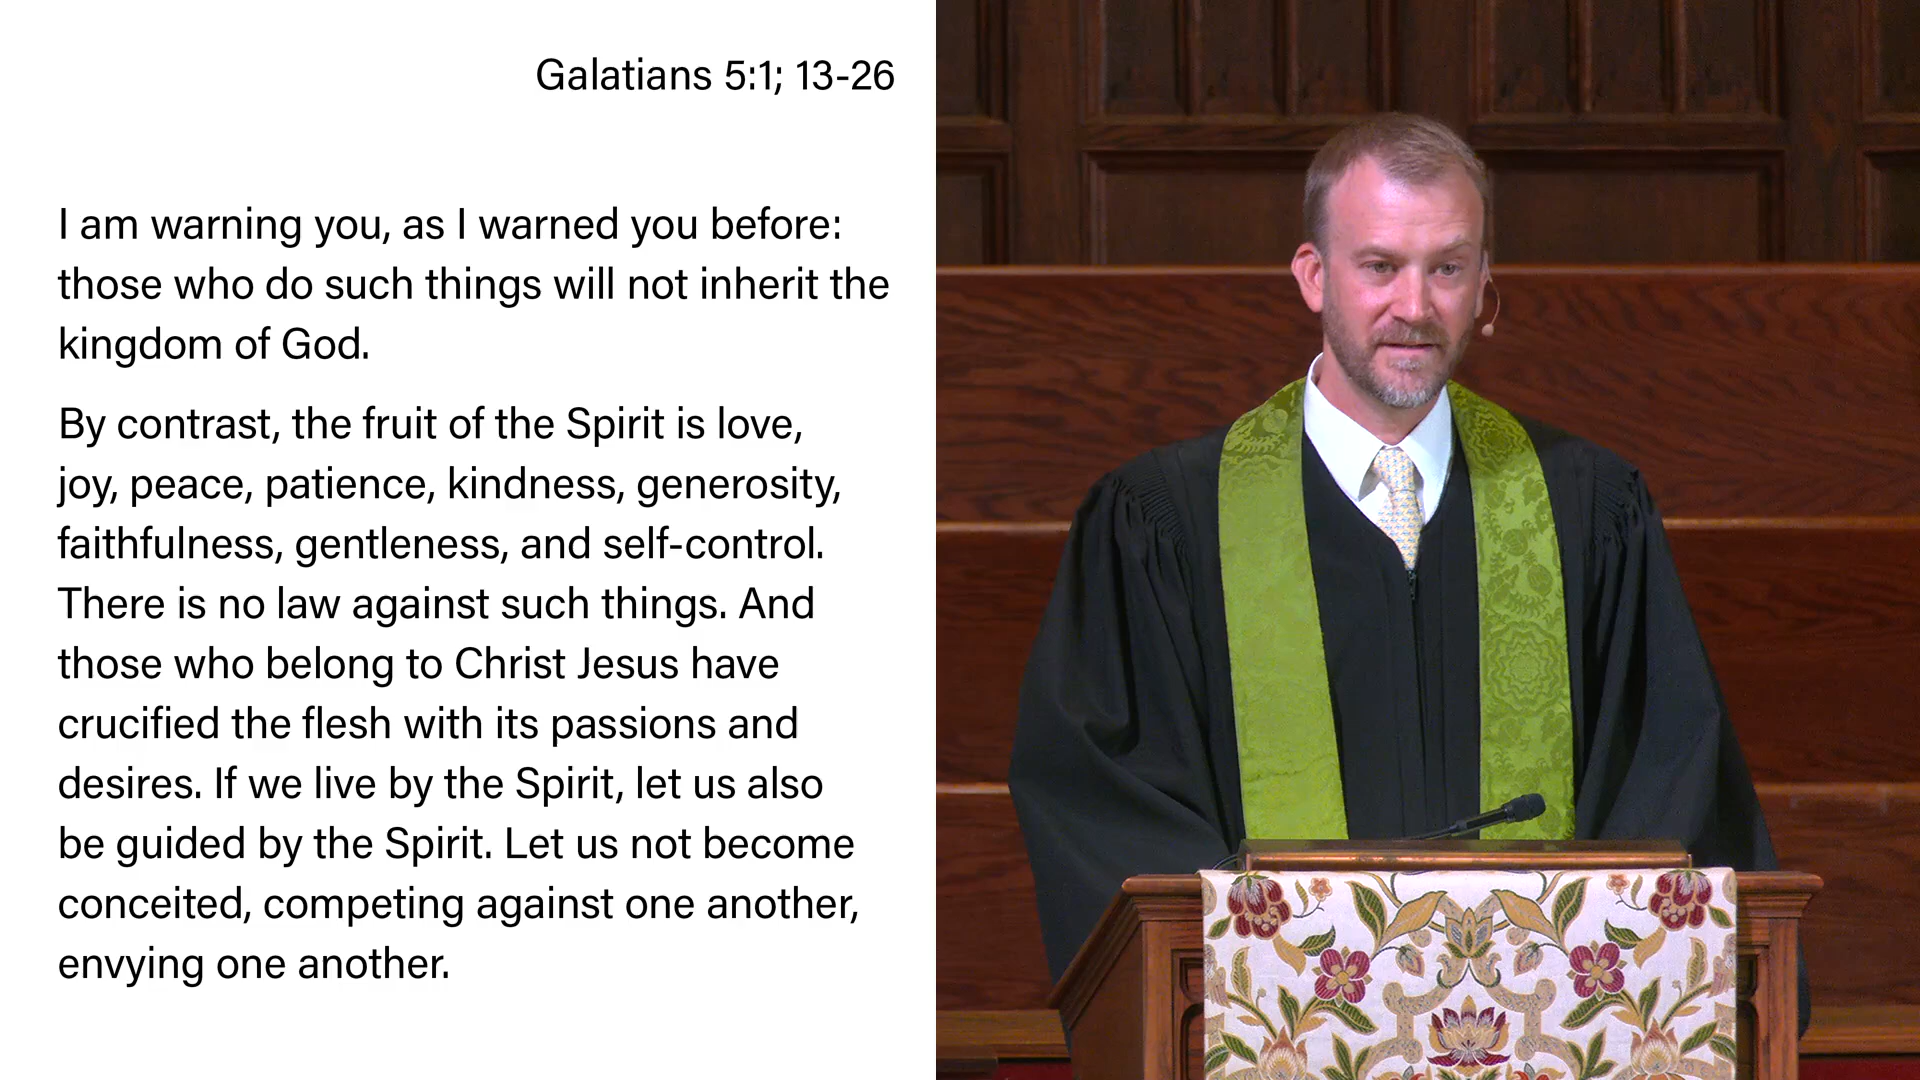 Galatians 5:1; 13-26
I am warning you, as I warned you before:
those who do such things will not inherit the
kingdom of God.
By contrast, the fruit of the Spirit is love,
joy, peace, patience, kindness, generosity,
faithfulness, gentleness, and self-control.
There is no law against such things. And
those who belong to Christ Jesus have
crucified the flesh with its passions and
desires. If we live by the Spirit, let us also
be guided by the Spirit. Let us not become
conceited, competing against one another,
envying one another.